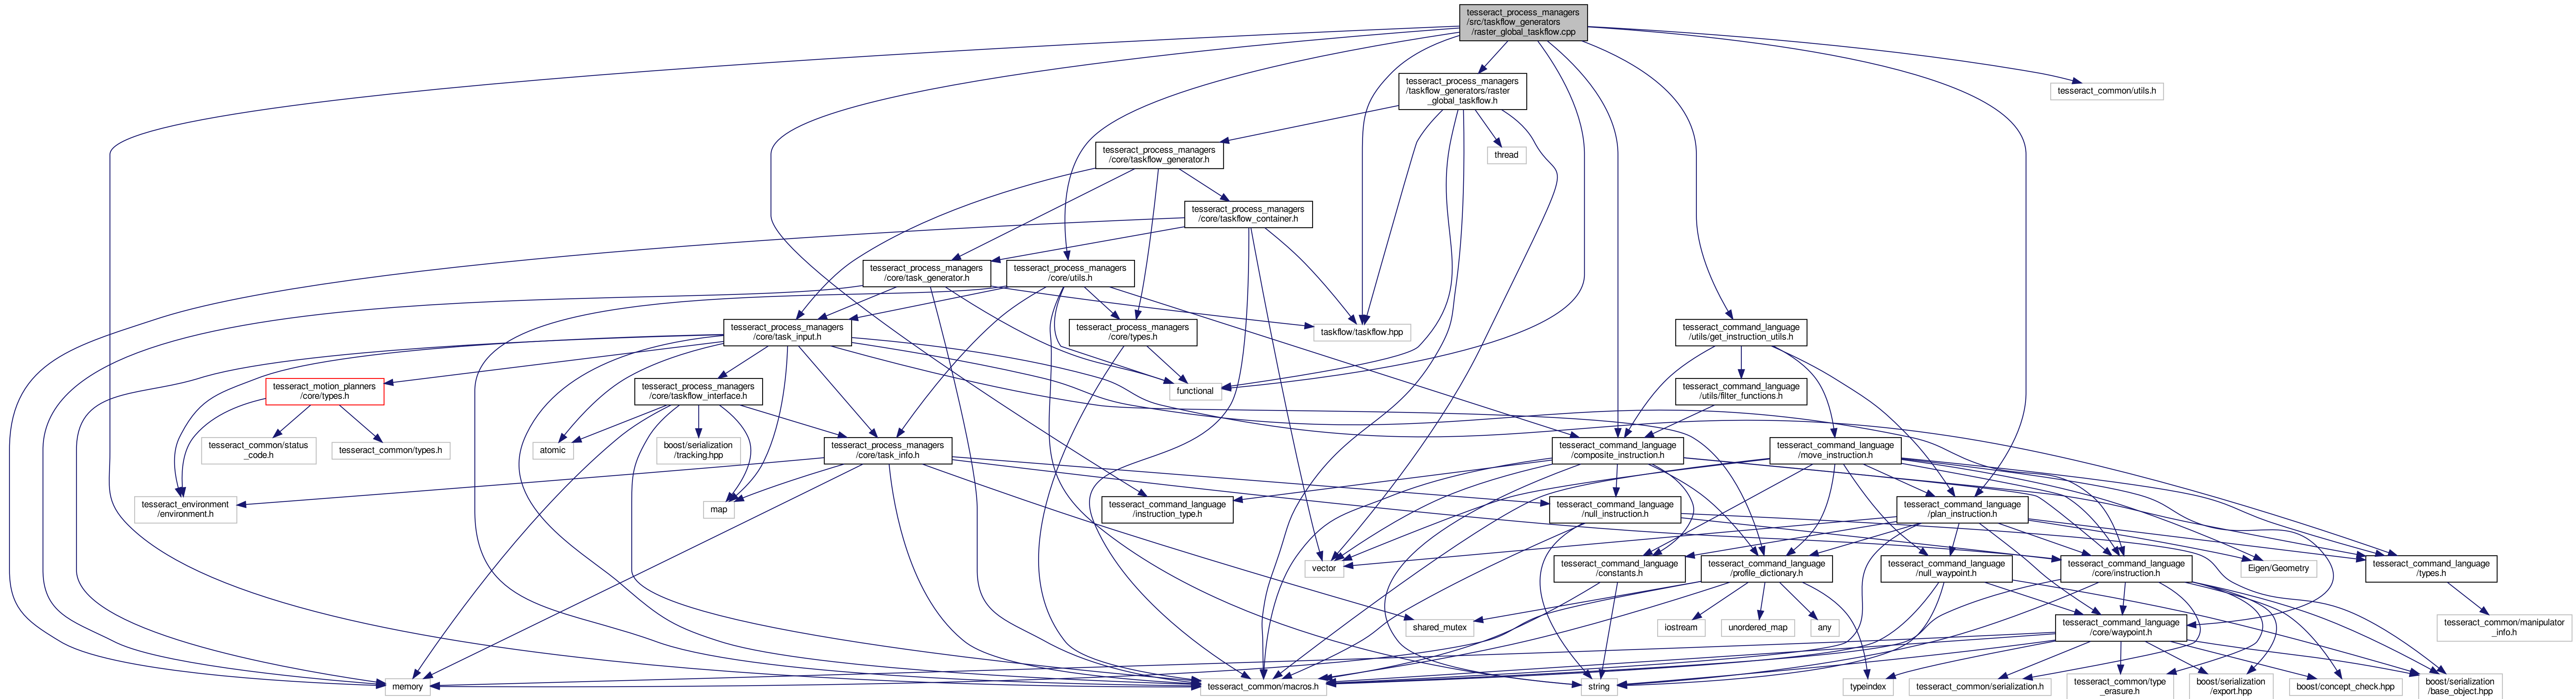 tesseract_process_managers
/src/taskflow_generators
/raster_global_taskflow.cpp
tesseract_process_managers
/taskflow_generators/raster
_global_taskflow.h
tesseract_common/utils.h
tesseract_process_managers
/core/taskflow_generator.h
thread
tesseract_process_managers
/core/taskflow_container.h
tesseract_process_managers
/core/task_generator.h
tesseract_process_managers
/core/utils.h
tesseract_process_managers
/core/task_input.h
tesseract_process_managers
/core/types.h
taskflow/taskflow.hpp
tesseract_command_language
/utils/get_instruction_utils.h
tesseract_motion_planners
/core/types.h
tesseract_process_managers
/core/taskflow_interface.h
functional
tesseract_command_language
/utils/filter_functions.h
tesseract_common/status
_code.h
tesseract_common/types.h
atomic
boost/serialization
/tracking.hpp
tesseract_process_managers
/core/task_info.h
tesseract_command_language
/composite_instruction.h
tesseract_command_language
/move_instruction.h
tesseract_environment
/environment.h
map
tesseract_command_language
/instruction_type.h
tesseract_command_language
/null_instruction.h
tesseract_command_language
/plan_instruction.h
vector
tesseract_command_language
/constants.h
tesseract_command_language
/profile_dictionary.h
tesseract_command_language
/null_waypoint.h
tesseract_command_language
/core/instruction.h
Eigen/Geometry
tesseract_command_language
/types.h
shared_mutex
iostream
unordered_map
any
tesseract_command_language
/core/waypoint.h
tesseract_common/manipulator
_info.h
memory
tesseract_common/macros.h
string
typeindex
tesseract_common/serialization.h
tesseract_common/type
_erasure.h
boost/serialization
/export.hpp
boost/concept_check.hpp
boost/serialization
/base_object.hpp